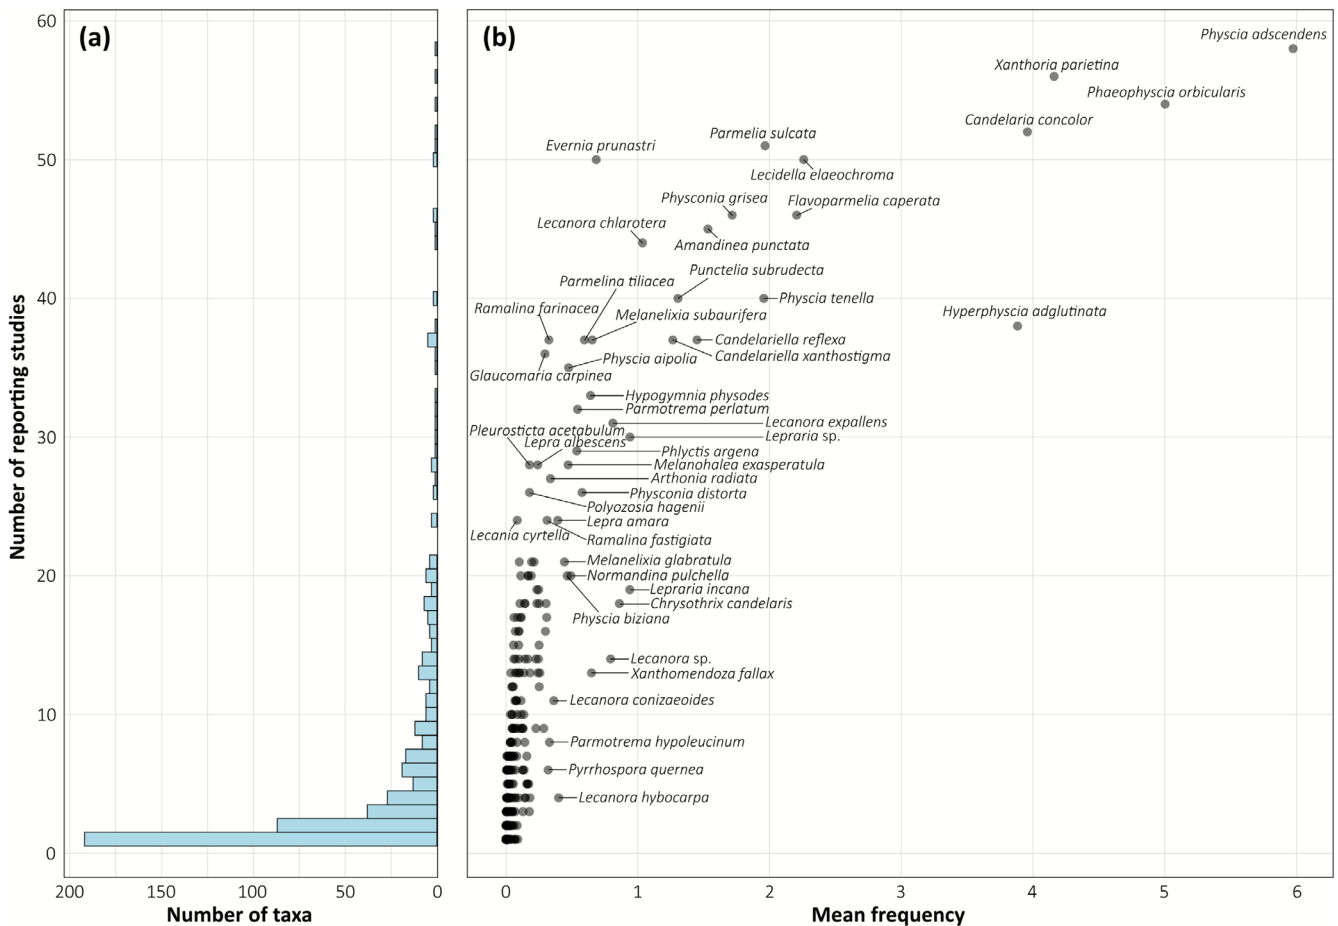 (a)
(b)
Number of reporting studies
60
50
40
30
20
10
0
200
150
100
50
0
Number of taxa
Physcia adscendens
Xanthoria parietina
Phaeophyscia orbicularis
Candelaria concolor
Parmelia sulcata
Evernia prunastri
Lecidella elaeochroma
Physconia grisea
Flavoparmelia caperata
Lecanora chlarotera
Amandinea punctata
Punctelia subrudecta
Parmelina tiliacea
Physcia tenella
Ramalina farinacea
Melanelixia subaurifera
Hyperphyscia adglutinata
Candelariella reflexa
Candelariella xanthostigma
Physcia aipolia
Glaucomaria carpinea
Hypogymnia physodes
Parmotrema perlatum
Lecanora expallens
Pleurosticta acetabulum
Lepraria sp.
Lepra albescens
Phlyctis argena
Melanohalea exasperatula
Arthonia radiata
Physconia distorta
Polyozosia hagenii
Lepra amara
Lecania cyrtella
Ramalina fastigiata
Melanelixia glabratula
Normandina pulchella
Lepraria incana
Chrysothrix candelaris
Physcia biziana
Lecanora sp.
Xanthomendoza fallax
Lecanora conizaeoides
Parmotrema hypoleucinum
Pyrrhospora quernea
Lecanora hybocarpa
0
1
2
3
4
5
6
Mean frequency